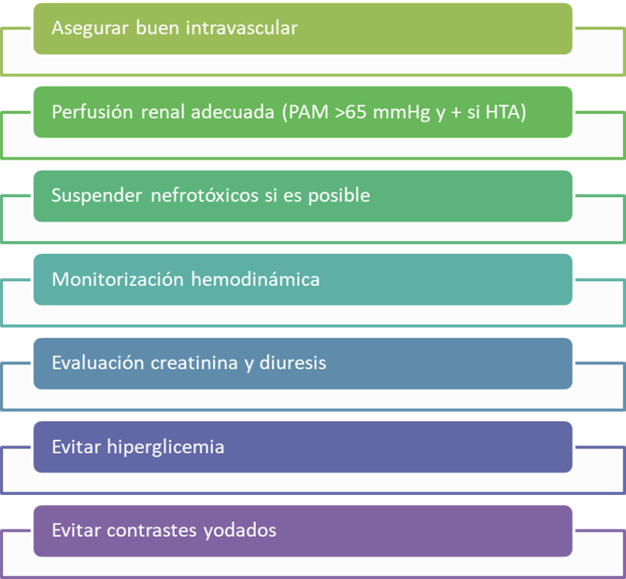 Asegurar buen intravascular
Perfusión renal adecuada (PAM >65 mmHg y + si HTA)
Suspender nefrotóxicos si es posible
Monitorización hemodinámica
Evaluación creatinina y diuresis
Evitar hiperglicemia
Evitar contrastes yodados